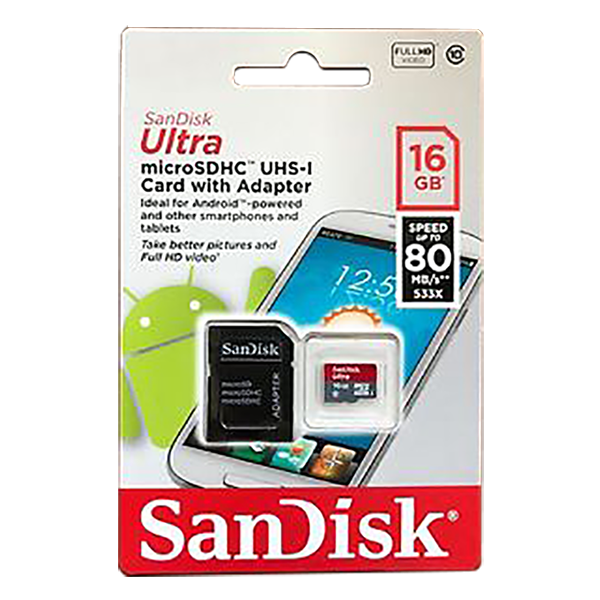 FULL HD
VIDEO
10
SanDisk
Ultra
microSDHC™ UHS-I
Card with Adapter
Ideal for Android™-powered
and other smartphones and
tablets
Take better pictures and
Full HD video*
16
GB*
SPEED
UP TO
80
MB/s**
533X
12:50
SanDisk
microSD
microSDHC
ADAPTER
SanDisk
Ultra
16GB
SanDisk®